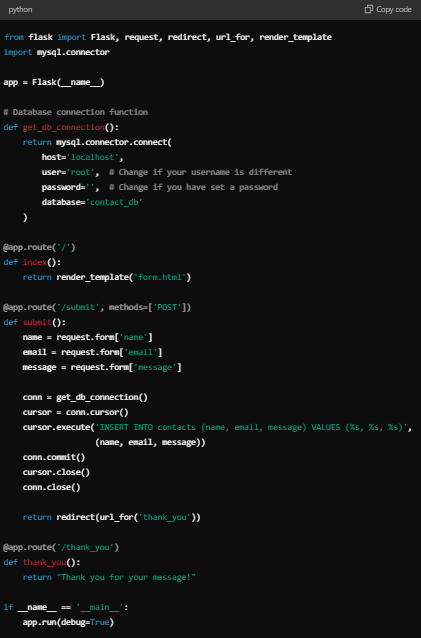 python
Copy code
from flask import Flask, request, redirect, url_for, render_template
import mysql.connector
app = Flask(__name__)
# Database connection function
def get_db_connection():
    return mysql.connector.connect(
        host='localhost',
        user='root',  # Change if your username is different
        password='',  # Change if you have set a password
        database='contact_db'
    )
@app.route('/')
def index():
    return render_template('form.html')
@app.route('/submit', methods=['POST'])
def submit():
    name = request.form['name']
    email = request.form['email']
    message = request.form['message']
    conn = get_db_connection()
    cursor = conn.cursor()
    cursor.execute('INSERT INTO contacts (name, email, message) VALUES (%s, %s, %s)',
                   (name, email, message))
    conn.commit()
    cursor.close()
    conn.close()
    return redirect(url_for('thank_you'))
@app.route('/thank_you')
def thank_you():
    return "Thank you for your message!"
if __name__ == '__main__':
    app.run(debug=True)